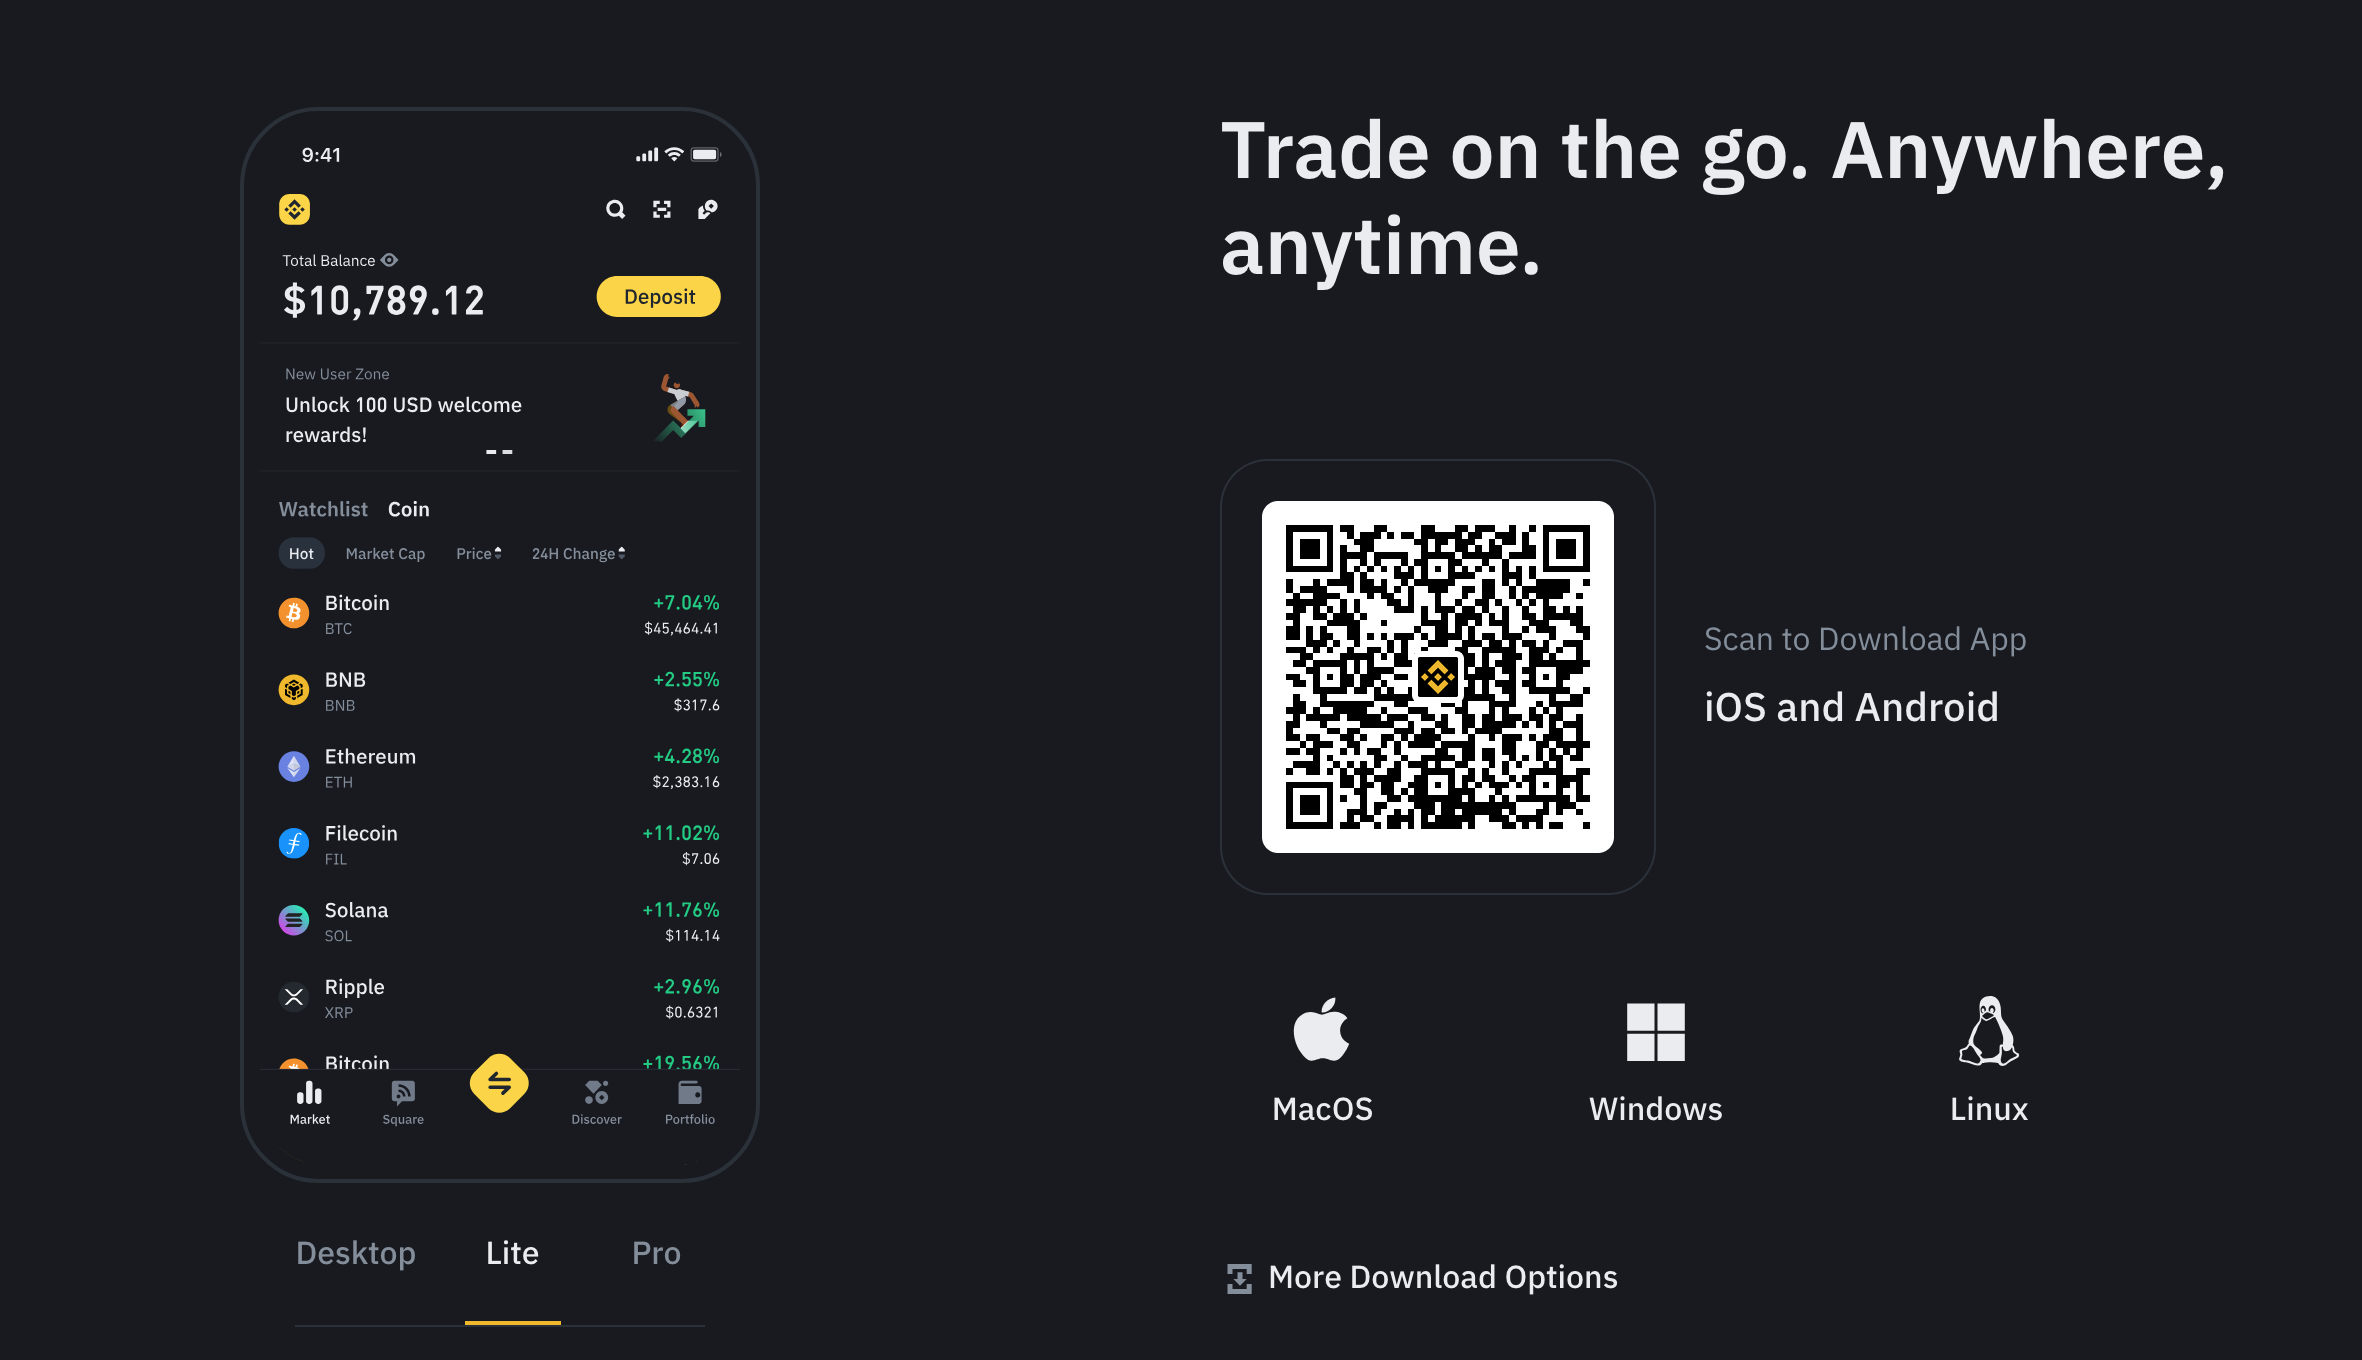 9:41
Total Balance
$10,789.12
Deposit
New User Zone
Unlock 100 USD welcome
rewards!
Watchlist Coin
Hot Market Cap Price 24H Change
Bitcoin +7.04%
BTC $45,464.41
BNB +2.55%
BNB $317.6
Ethereum +4.28%
ETH $2,383.16
Filecoin +11.02%
FIL $7.06
Solana +11.76%
SOL $114.14
Ripple +2.96%
XRP $0.6321
Bitcoin +19.56%
Market Square Discover Portfolio
Desktop Lite Pro
Trade on the go. Anywhere,
anytime.
Scan to Download App
iOS and Android
MacOS Windows Linux
More Download Options